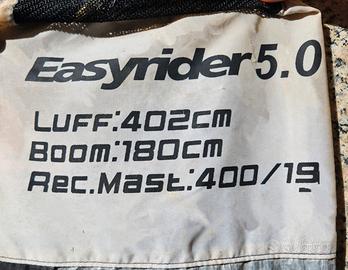 Easyrider 5.0
Luff:402cm
Boom:180cm
Rec.Mast:400/19